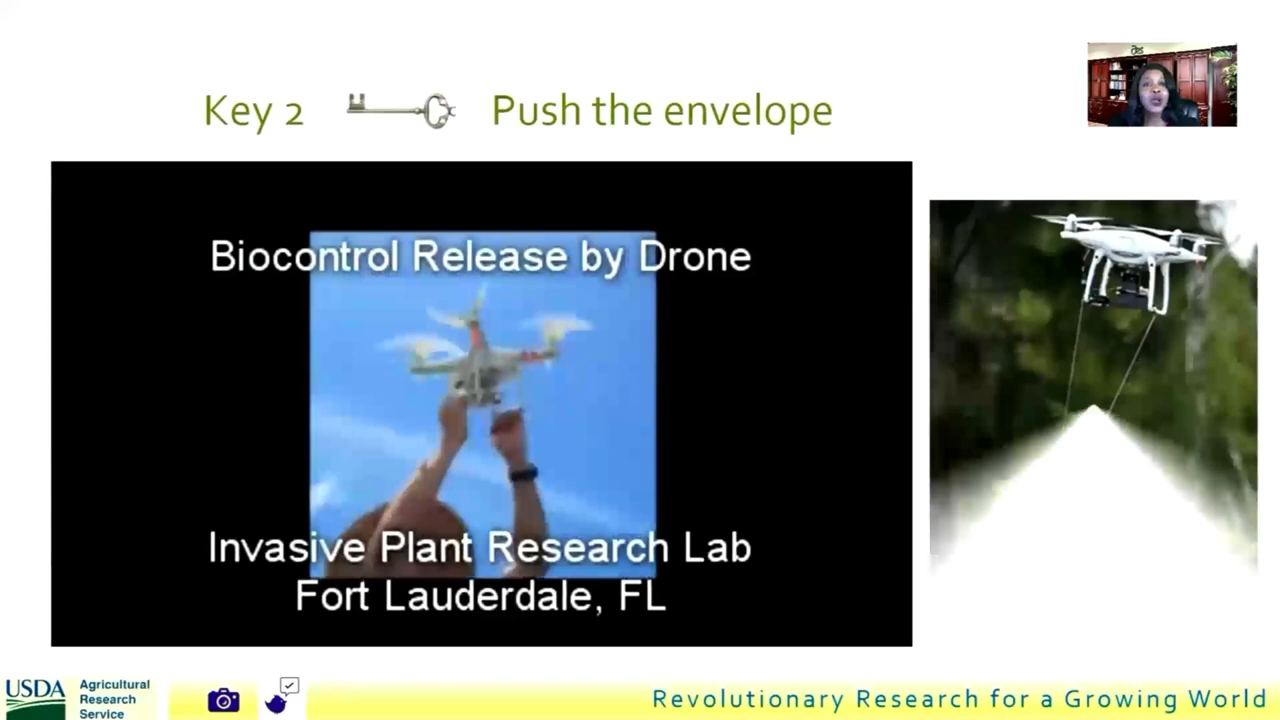 Key 2 Push the envelope
Biocontrol Release by Drone
Invasive Plant Research Lab
Fort Lauderdale, FL
USDA
Agricultural
Research
Service
Revolutionary Research for a Growing World